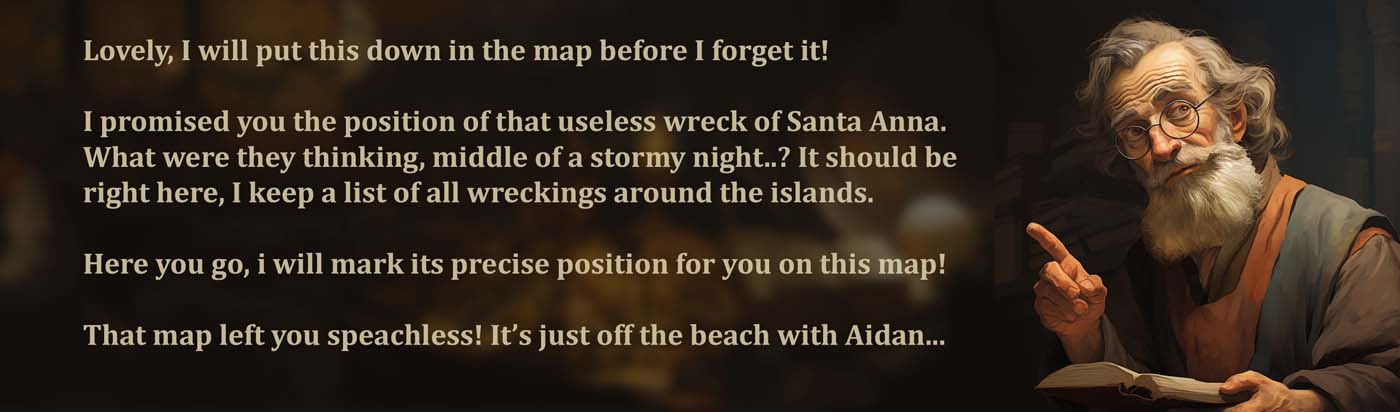 Lovely, I will put this down in the map before I forget it!
I promised you the position of that useless wreck of Santa Anna.
What were they thinking, middle of a stormy night..? It should be
right here, I keep a list of all wreckings around the islands.
Here you go, i will mark its precise position for you on this map!
That map left you speachless! It’s just off the beach with Aidan...